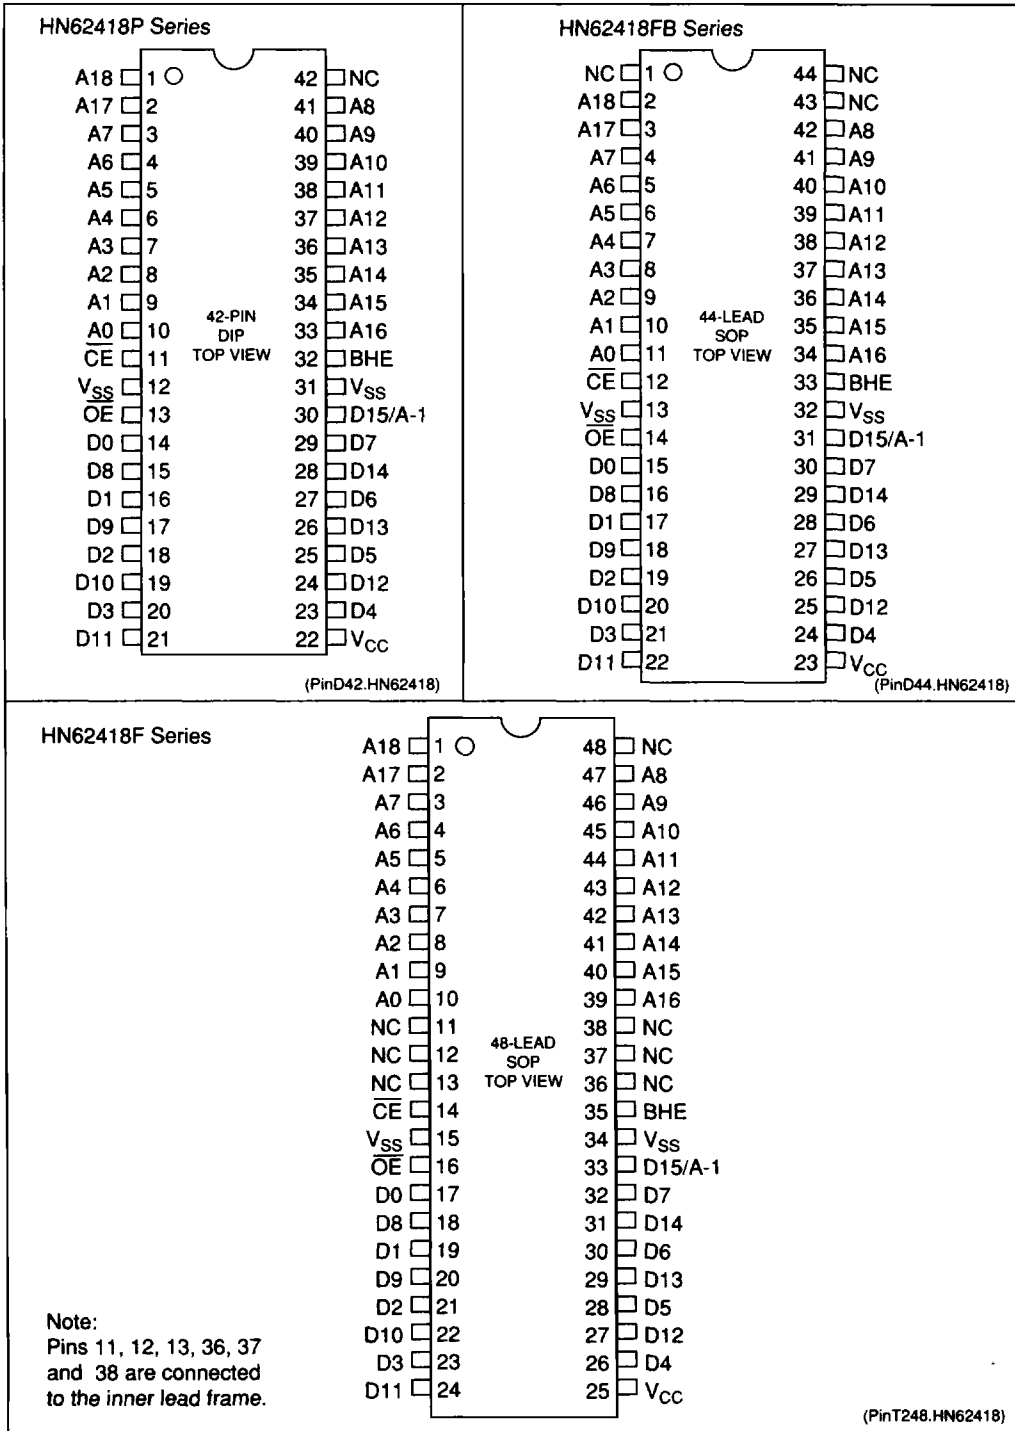 HN62418P Series
A18 1 42 NC
A17 2 41 A8
A7 3 40 A9
A6 4 39 A10
A5 5 38 A11
A4 6 37 A12
A3 7 36 A13
A2 8 35 A14
A1 9 34 A15
A0 10 33 A16
C̅E̅ 11 32 BHE
VSS 12 31 VSS
O̅E̅ 13 30 D15/A-1
D0 14 29 D7
D8 15 28 D14
D1 16 27 D6
D9 17 26 D13
D2 18 25 D5
D10 19 24 D12
D3 20 23 D4
D11 21 22 VCC
42-PIN
DIP
TOP VIEW
(PinD42.HN62418)
HN62418FB Series
NC 1 44 NC
A18 2 43 NC
A17 3 42 A8
A7 4 41 A9
A6 5 40 A10
A5 6 39 A11
A4 7 38 A12
A3 8 37 A13
A2 9 36 A14
A1 10 35 A15
A0 11 34 A16
C̅E̅ 12 33 BHE
VSS 13 32 VSS
O̅E̅ 14 31 D15/A-1
D0 15 30 D7
D8 16 29 D14
D1 17 28 D6
D9 18 27 D13
D2 19 26 D5
D10 20 25 D12
D3 21 24 D4
D11 22 23 VCC
44-LEAD
SOP
TOP VIEW
(PinD44.HN62418)
HN62418F Series
A18 1 48 NC
A17 2 47 A8
A7 3 46 A9
A6 4 45 A10
A5 5 44 A11
A4 6 43 A12
A3 7 42 A13
A2 8 41 A14
A1 9 40 A15
A0 10 39 A16
NC 11 38 NC
NC 12 37 NC
NC 13 36 NC
C̅E̅ 14 35 BHE
VSS 15 34 VSS
O̅E̅ 16 33 D15/A-1
D0 17 32 D7
D8 18 31 D14
D1 19 30 D6
D9 20 29 D13
D2 21 28 D5
D10 22 27 D12
D3 23 26 D4
D11 24 25 VCC
48-LEAD
SOP
TOP VIEW
Note:
Pins 11, 12, 13, 36, 37
and 38 are connected
to the inner lead frame.
(PinT248.HN62418)